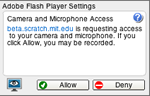 Adobe Flash Player Settings
Camera and Microphone Access
beta.scratch.mit.edu is requesting access
to your camera and microphone. If you
click Allow, you may be recorded.
Allow
Deny